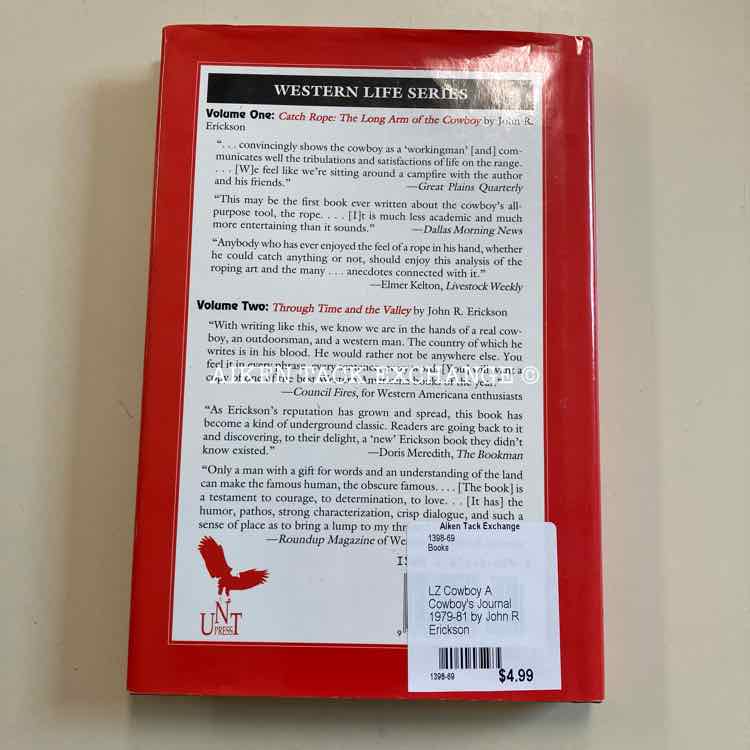 WESTERN LIFE SERIES
Volume One: Catch Rope: The Long Arm of the Cowboy by John R.
Erickson
“. . . convincingly shows the cowboy as a ‘workingman’ [and] com-
municates well the tribulations and satisfactions of life on the range.
. . . [W]e feel like we’re sitting around a campfire with the author
and his friends.” —Great Plains Quarterly
“This may be the first book ever written about the cowboy’s all-
purpose tool, the rope. . . . [I]t is much less academic and much
more entertaining than it sounds.” —Dallas Morning News
“Anybody who has ever enjoyed the feel of a rope in his hand, whether
he could catch anything or not, should enjoy this analysis of the
roping art and the many . . . anecdotes connected with it.”
—Elmer Kelton, Livestock Weekly
Volume Two: Through Time and the Valley by John R. Erickson
“With writing like this, we know we are in the hands of a real cow-
boy, an outdoorsman, and a western man. The country of which he
writes is in his blood. He would rather not be anywhere else. You
feel it in every phrase, every
AIKEN TACK EXCHANGE ©
—Council Fires, for Western Americana enthusiasts
“As Erickson’s reputation has grown and spread, this book has
become a kind of underground classic. Readers are going back to it
and discovering, to their delight, a ‘new’ Erickson book they didn’t
know existed.” —Doris Meredith, The Bookman
“Only a man with a gift for words and an understanding of the land
can make the famous human, the obscure famous. . . . [The book] is
a testament to courage, to determination, to love. . . [It has] the
humor, pathos, strong characterization, crisp dialogue, and such a
sense of place as to bring a lump to my
—Roundup Magazine of
UNT
PRESS
9
Aiken Tack Exchange
1398-69
Books
LZ Cowboy A
Cowboy's Journal
1979-81 by John R
Erickson
1398-69
$4.99